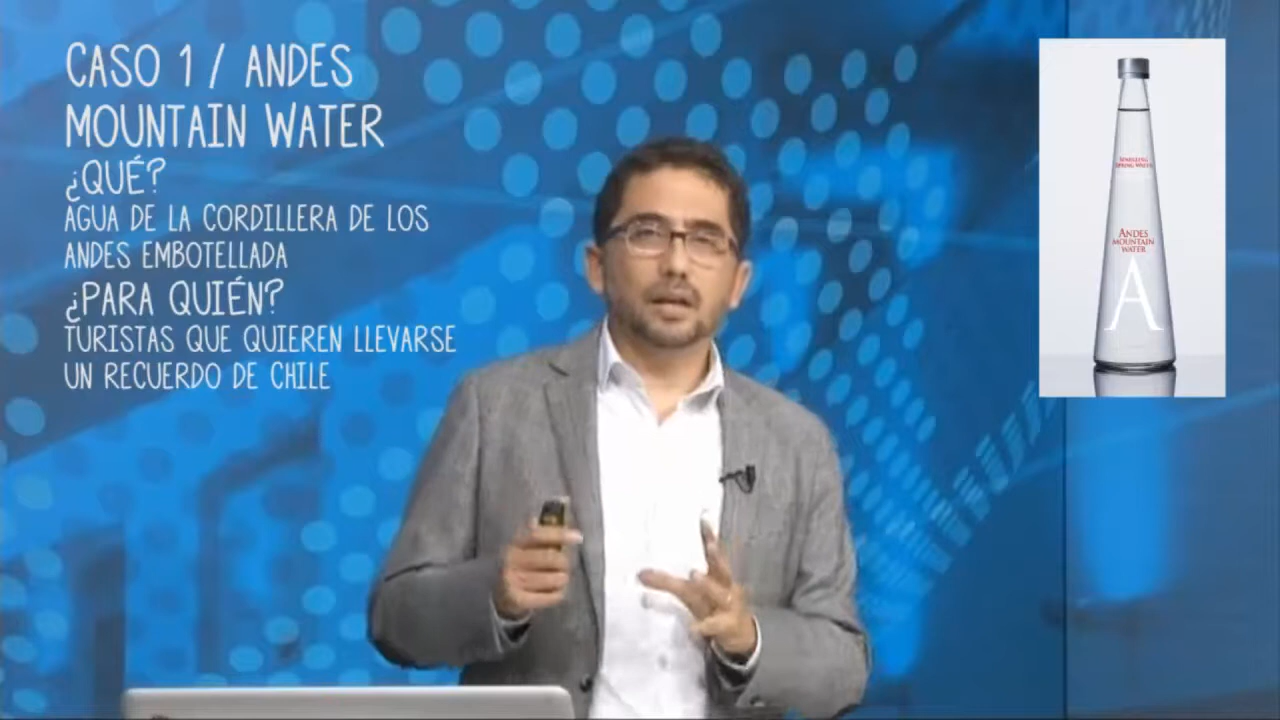 CASO 1 / ANDES
MOUNTAIN WATER
¿QUÉ?
AGUA DE LA CORDILLERA DE LOS
ANDES EMBOTELLADA
¿PARA QUIÉN?
TURISTAS QUE QUIEREN LLEVARSE
UN RECUERDO DE CHILE
SPARKLING
SPRING WATER
ANDES
MOUNTAIN
WATER
A